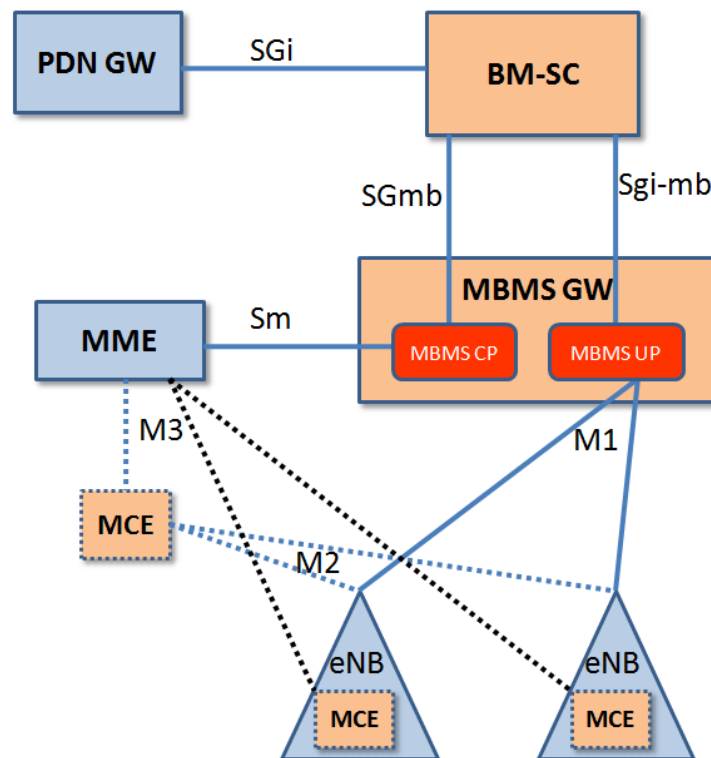 PDN GW
SGi
BM-SC
SGmb
Sgi-mb
MBMS GW
Sm
MME
MBMS CP
MBMS UP
M3
M1
MCE
M2
eNB
eNB
MCE
MCE